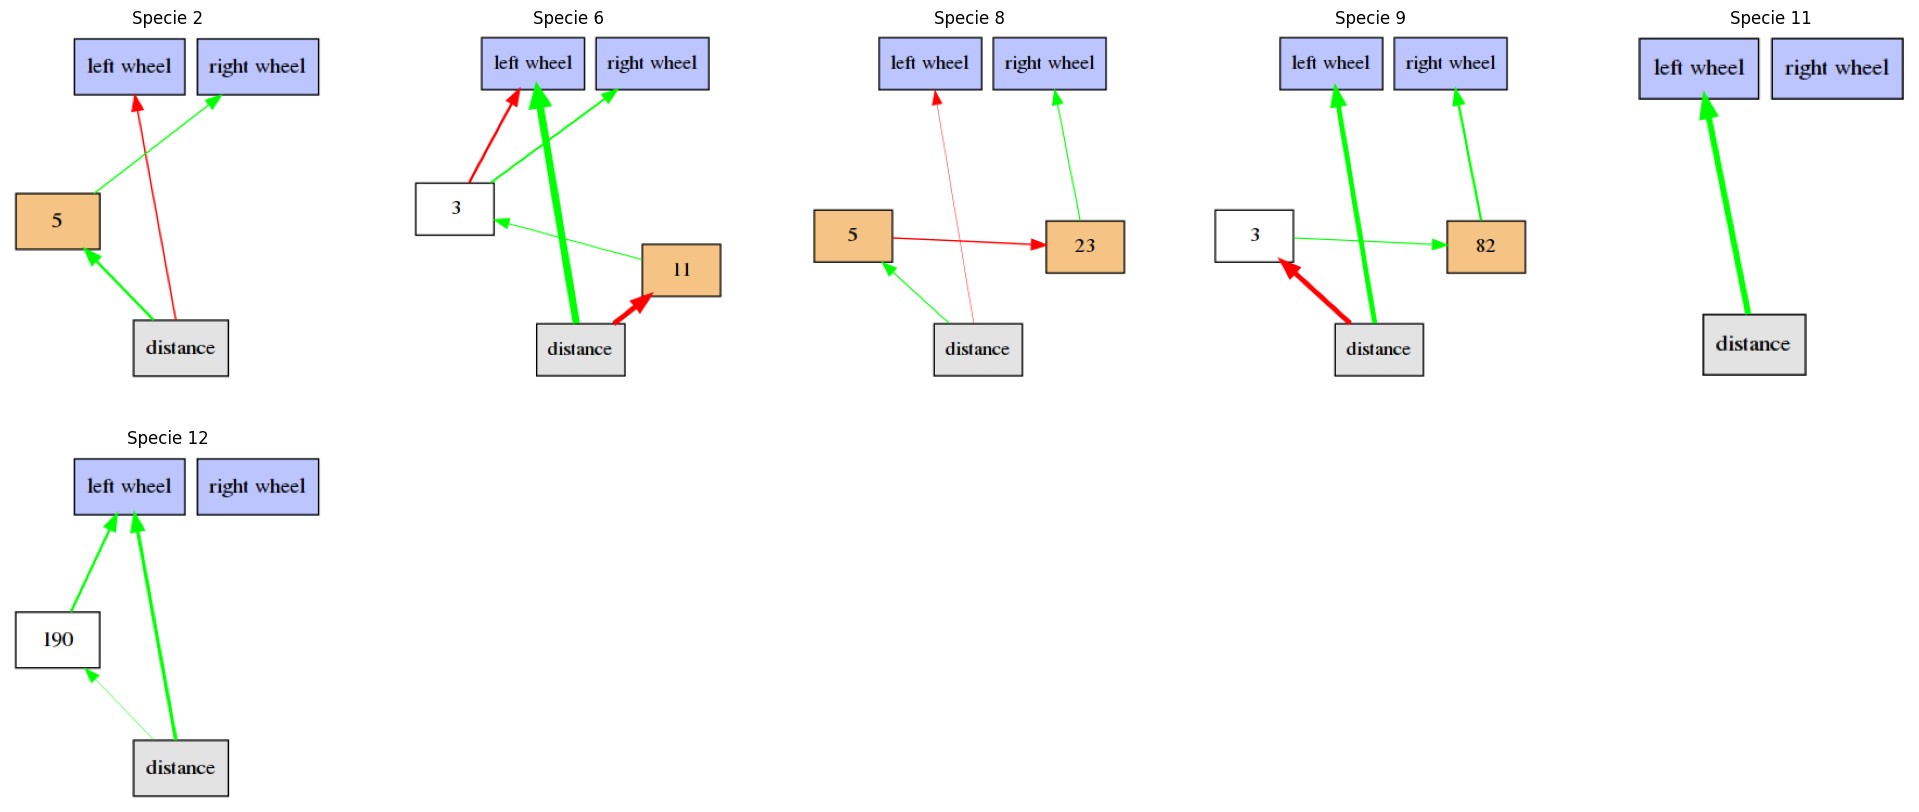 Specie 2
left wheel
right wheel
5
distance
Specie 6
left wheel
right wheel
3
11
distance
Specie 8
left wheel
right wheel
5
23
distance
Specie 9
left wheel
right wheel
3
82
distance
Specie 11
left wheel
right wheel
distance
Specie 12
left wheel
right wheel
190
distance